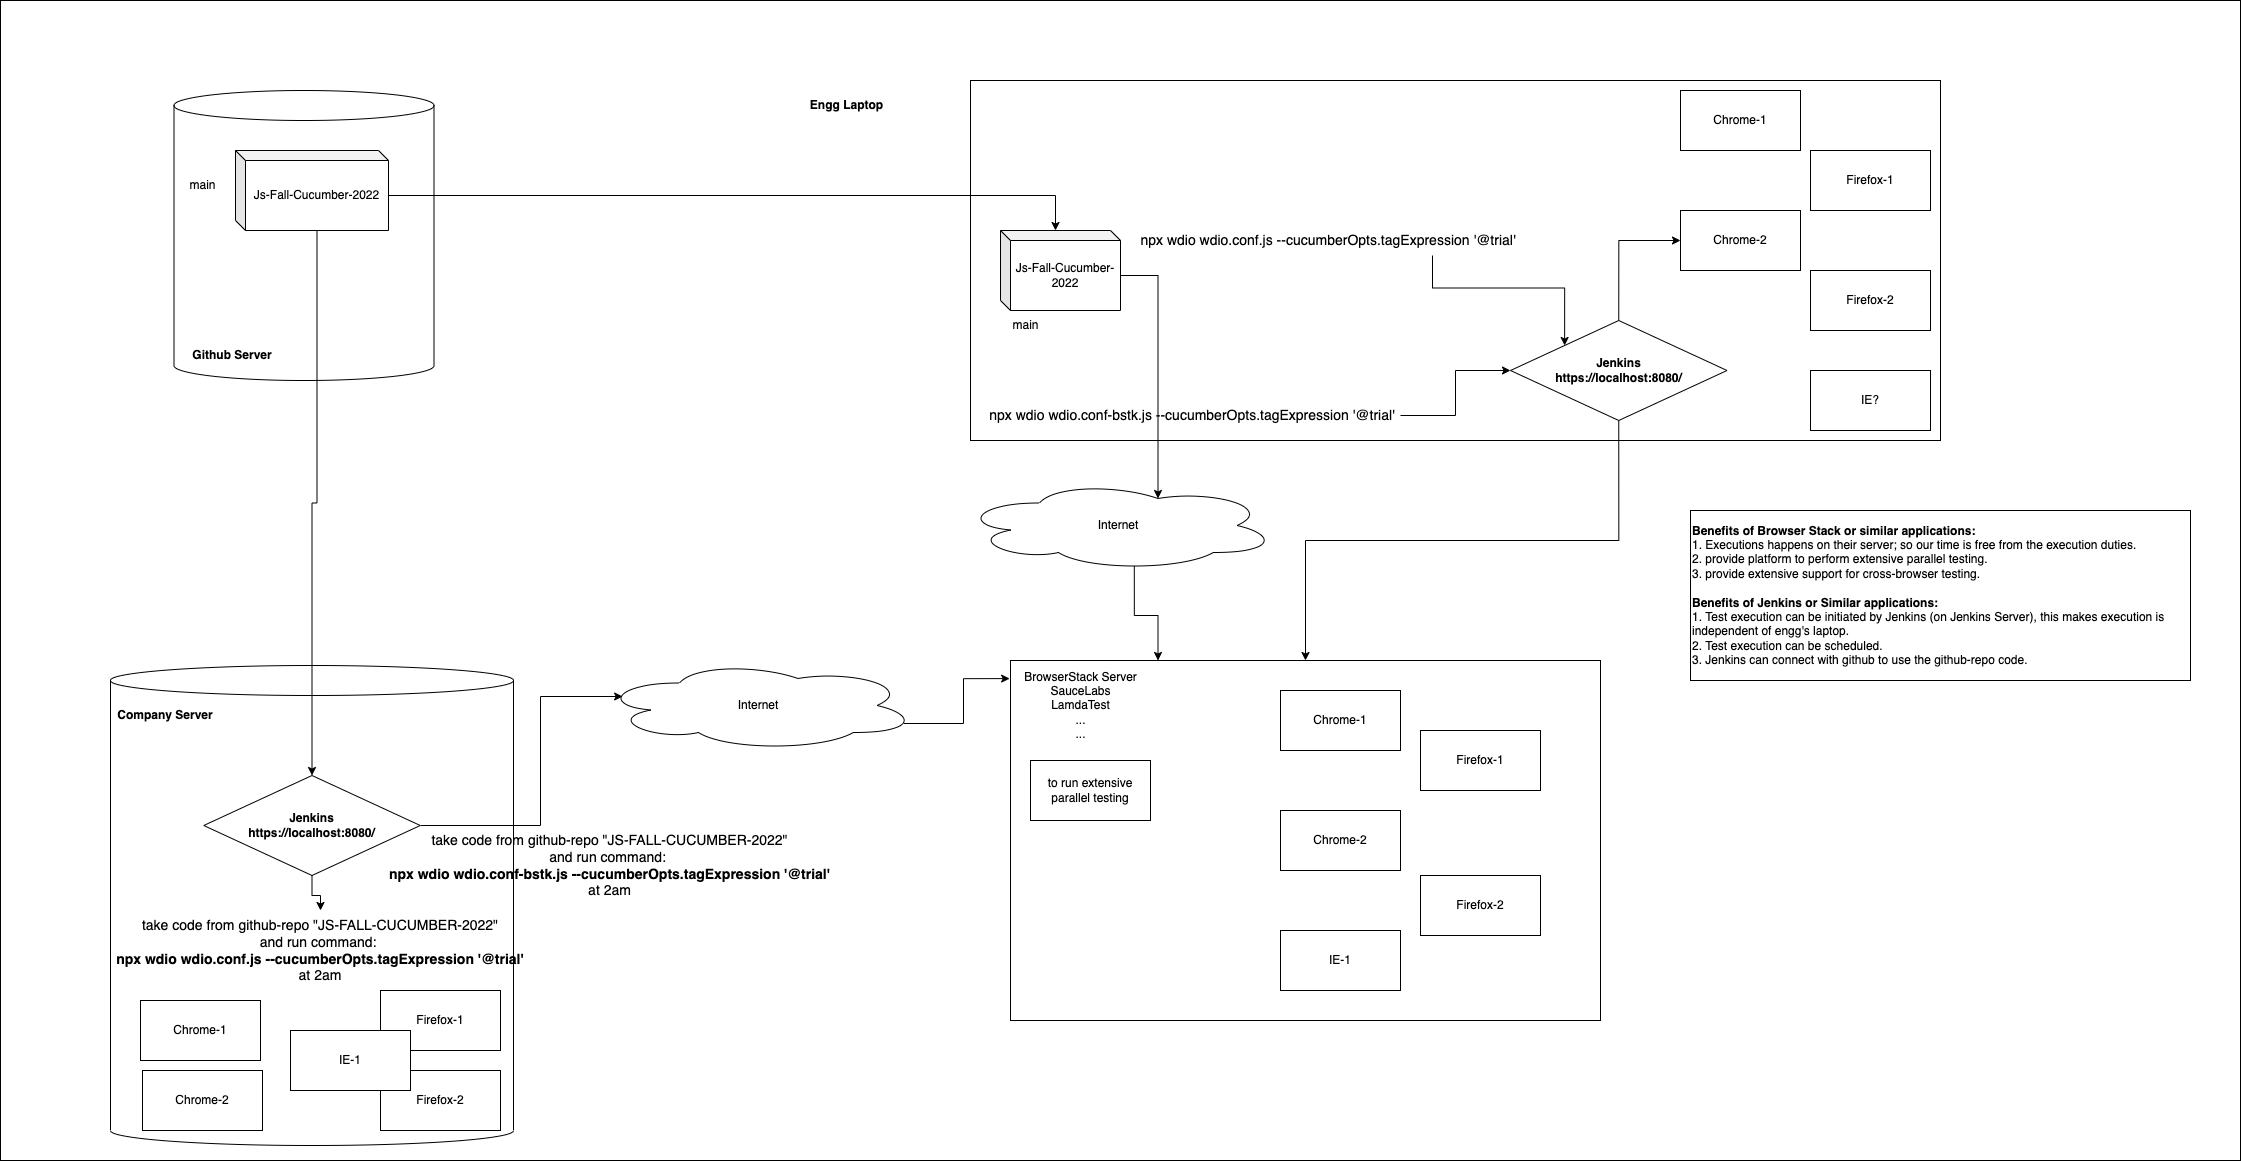 Engg Laptop
main
Js-Fall-Cucumber-2022
Github Server
Chrome-1
Firefox-1
Chrome-2
Firefox-2
IE?
npx wdio wdio.conf.js --cucumberOpts.tagExpression '@trial'
Js-Fall-Cucumber-
2022
main
Jenkins
https://localhost:8080/
npx wdio wdio.conf-bstk.js --cucumberOpts.tagExpression '@trial'
Internet
Benefits of Browser Stack or similar applications:
1. Executions happens on their server; so our time is free from the execution duties.
2. provide platform to perform extensive parallel testing.
3. provide extensive support for cross-browser testing.
Benefits of Jenkins or Similar applications:
1. Test execution can be initiated by Jenkins (on Jenkins Server), this makes execution is
independent of engg's laptop.
2. Test execution can be scheduled.
3. Jenkins can connect with github to use the github-repo code.
Company Server
Internet
BrowserStack Server
SauceLabs
LamdaTest
...
...
to run extensive
parallel testing
Chrome-1
Firefox-1
Chrome-2
Firefox-2
IE-1
Jenkins
https://localhost:8080/
take code from github-repo "JS-FALL-CUCUMBER-2022"
and run command:
npx wdio wdio.conf-bstk.js --cucumberOpts.tagExpression '@trial'
at 2am
take code from github-repo "JS-FALL-CUCUMBER-2022"
and run command:
npx wdio wdio.conf.js --cucumberOpts.tagExpression '@trial'
at 2am
Chrome-1
Firefox-1
IE-1
Chrome-2
Firefox-2